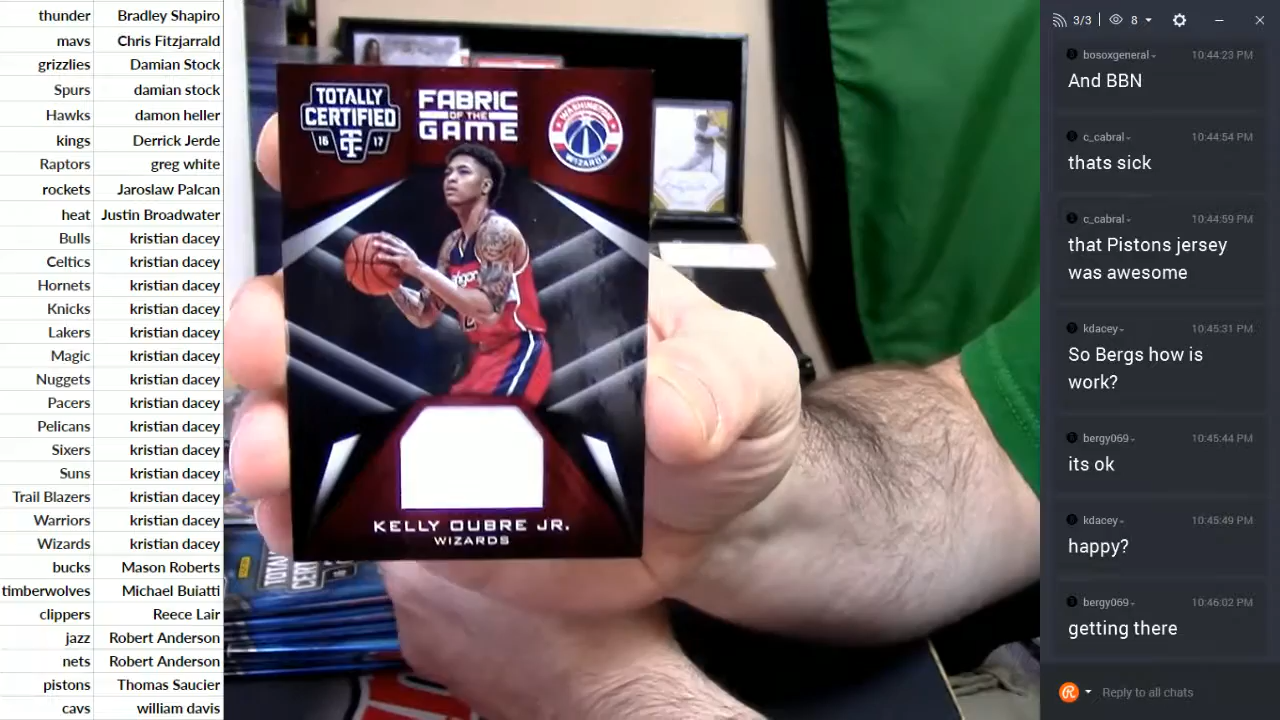 thunder Bradley Shapiro
mavs Chris Fitzjarrald
grizzlies Damian Stock
Spurs damian stock
Hawks damon heller
kings Derrick Jerde
Raptors greg white
rockets Jaroslaw Palcan
heat Justin Broadwater
Bulls kristian dacey
Celtics kristian dacey
Hornets kristian dacey
Knicks kristian dacey
Lakers kristian dacey
Magic kristian dacey
Nuggets kristian dacey
Pacers kristian dacey
Pelicans kristian dacey
Sixers kristian dacey
Suns kristian dacey
Trail Blazers kristian dacey
Warriors kristian dacey
Wizards kristian dacey
bucks Mason Roberts
timberwolves Michael Buiatti
clippers Reece Lair
jazz Robert Anderson
nets Robert Anderson
pistons Thomas Saucier
cavs william davis
TOTALLY
CERTIFIED
16 17
FABRIC
OF THE
GAME
WASHINGTON
WIZARDS
KELLY OUBRE JR.
WIZARDS
3/3 8
bosoxgeneral 10:44:23 PM
And BBN
c_cabral 10:44:54 PM
thats sick
c_cabral 10:44:59 PM
that Pistons jersey
was awesome
kdacey 10:45:31 PM
So Bergs how is
work?
bergy069 10:45:44 PM
its ok
kdacey 10:45:49 PM
happy?
bergy069 10:46:02 PM
getting there
Reply to all chats